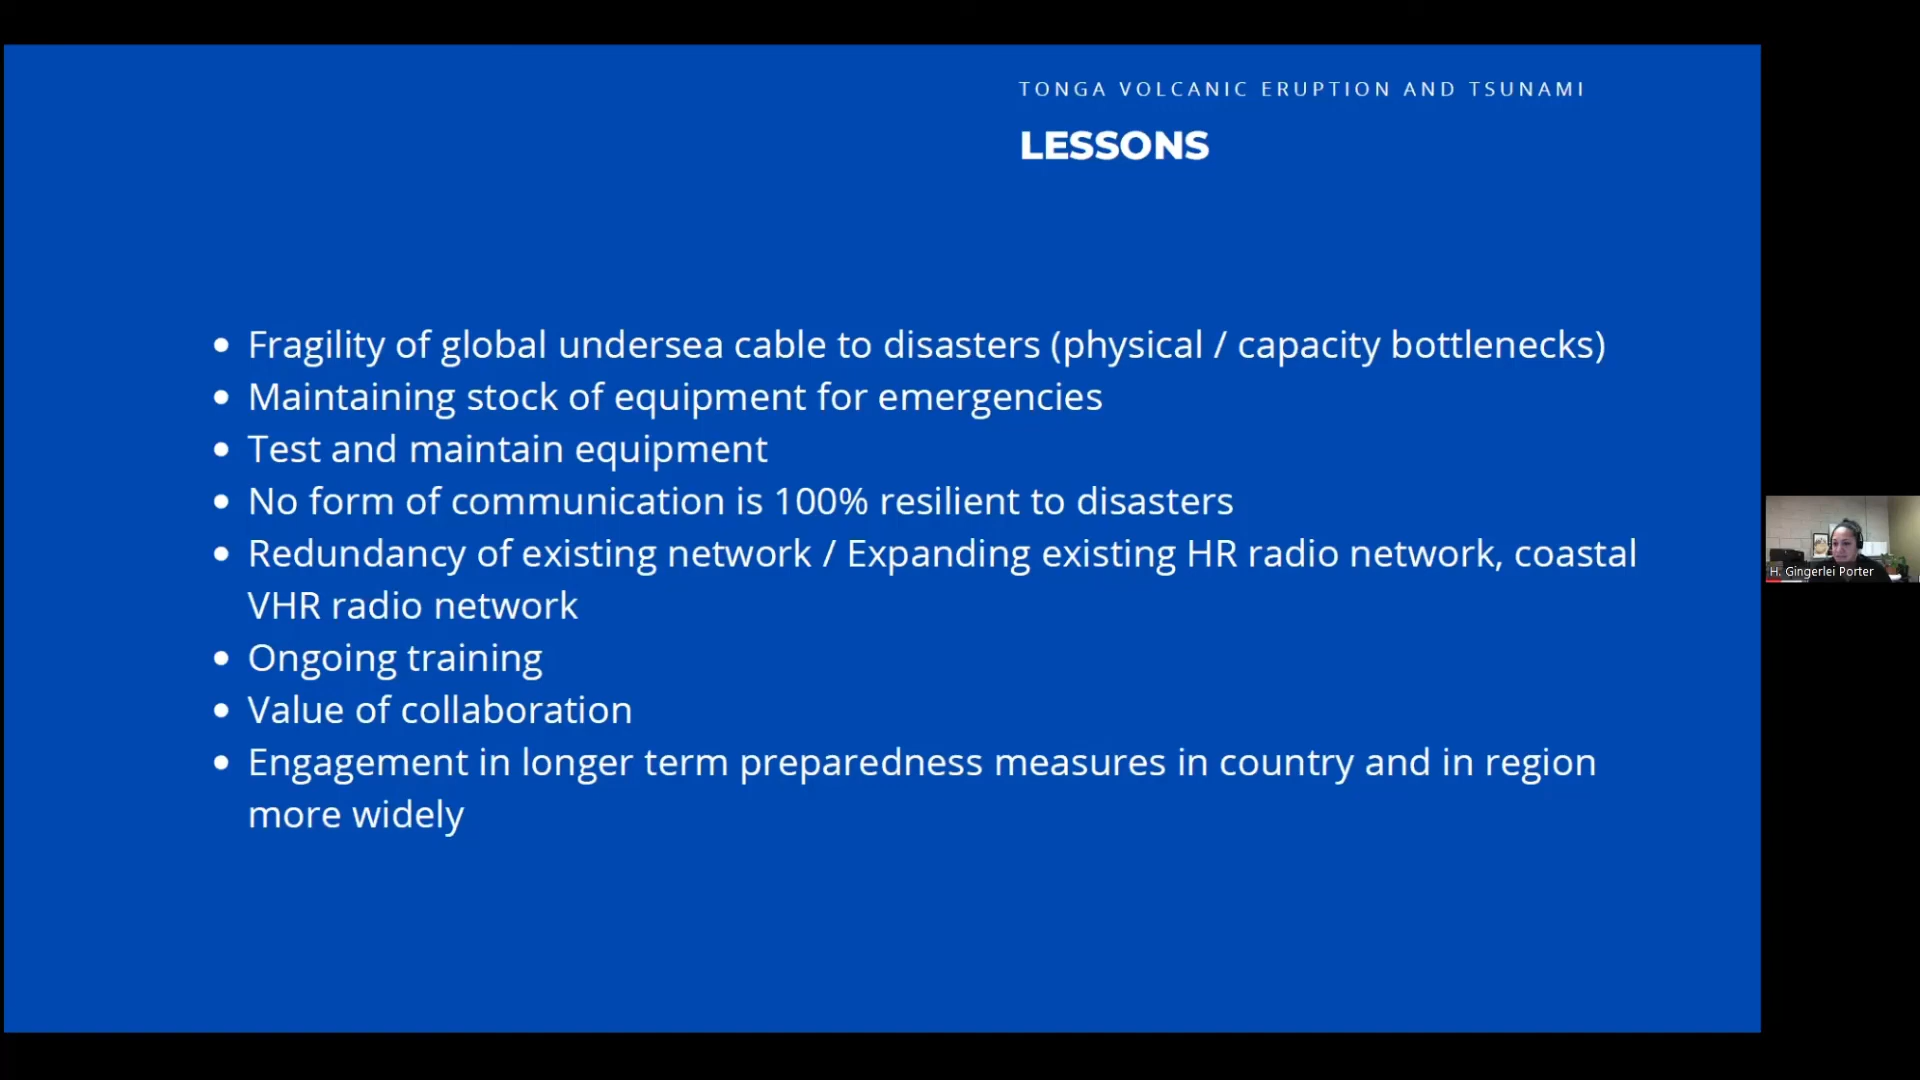 TONGA VOLCANIC ERUPTION AND TSUNAMI
LESSONS
• Fragility of global undersea cable to disasters (physical / capacity bottlenecks)
• Maintaining stock of equipment for emergencies
• Test and maintain equipment
• No form of communication is 100% resilient to disasters
• Redundancy of existing network / Expanding existing HR radio network, coastal
VHR radio network
• Ongoing training
• Value of collaboration
• Engagement in longer term preparedness measures in country and in region
more widely
H. Gingerlei Porter